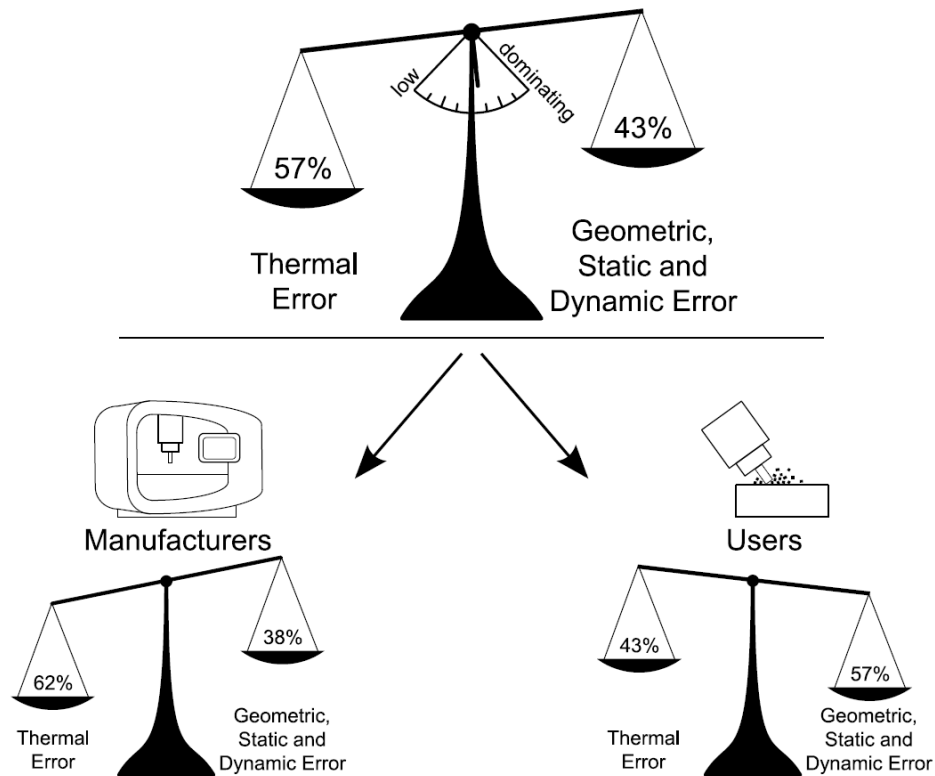 low
dominating
57%
43%
Thermal
Error
Geometric,
Static and
Dynamic Error
Manufacturers
62%
38%
Thermal
Error
Geometric,
Static and
Dynamic Error
Users
43%
57%
Thermal
Error
Geometric,
Static and
Dynamic Error